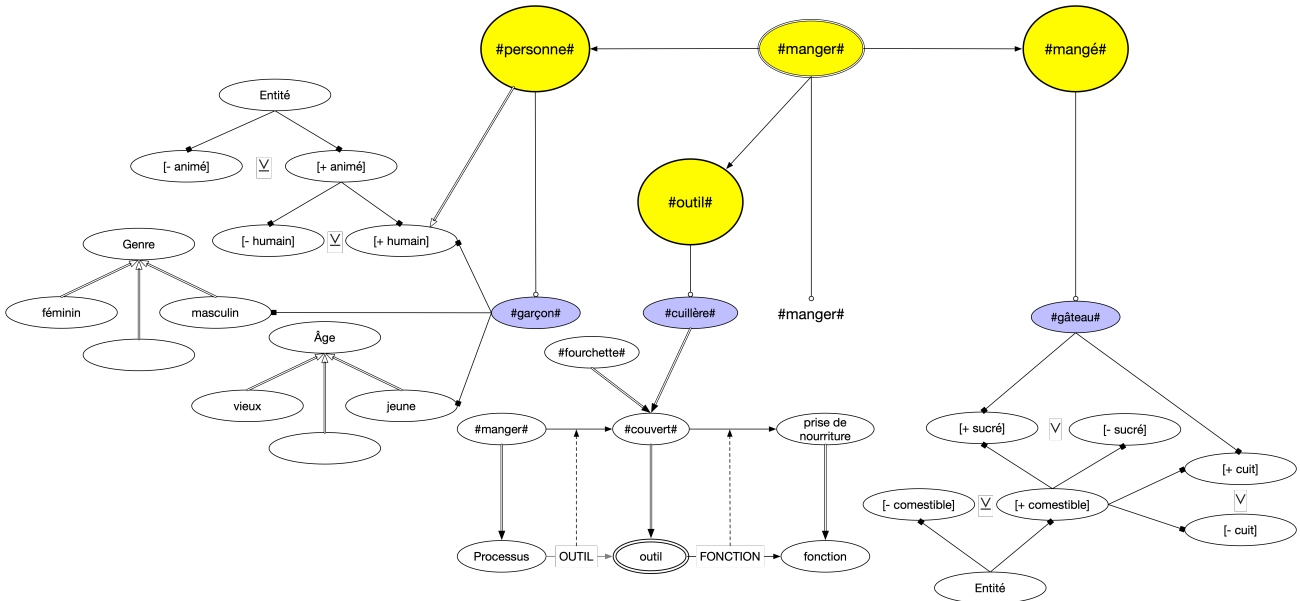 #personne#
#manger#
#mangé#
Entité
[- animé]
⊻
[+ animé]
#outil#
[- humain]
⊻
[+ humain]
Genre
féminin
masculin
#garçon#
#cuillère#
#manger#
#gâteau#
Âge
#fourchette#
vieux
jeune
#manger#
#couvert#
prise de
nourriture
[+ sucré]
∨
[- sucré]
[+ cuit]
∨
[- cuit]
[- comestible]
⊻
[+ comestible]
Processus
OUTIL
outil
FONCTION
fonction
Entité